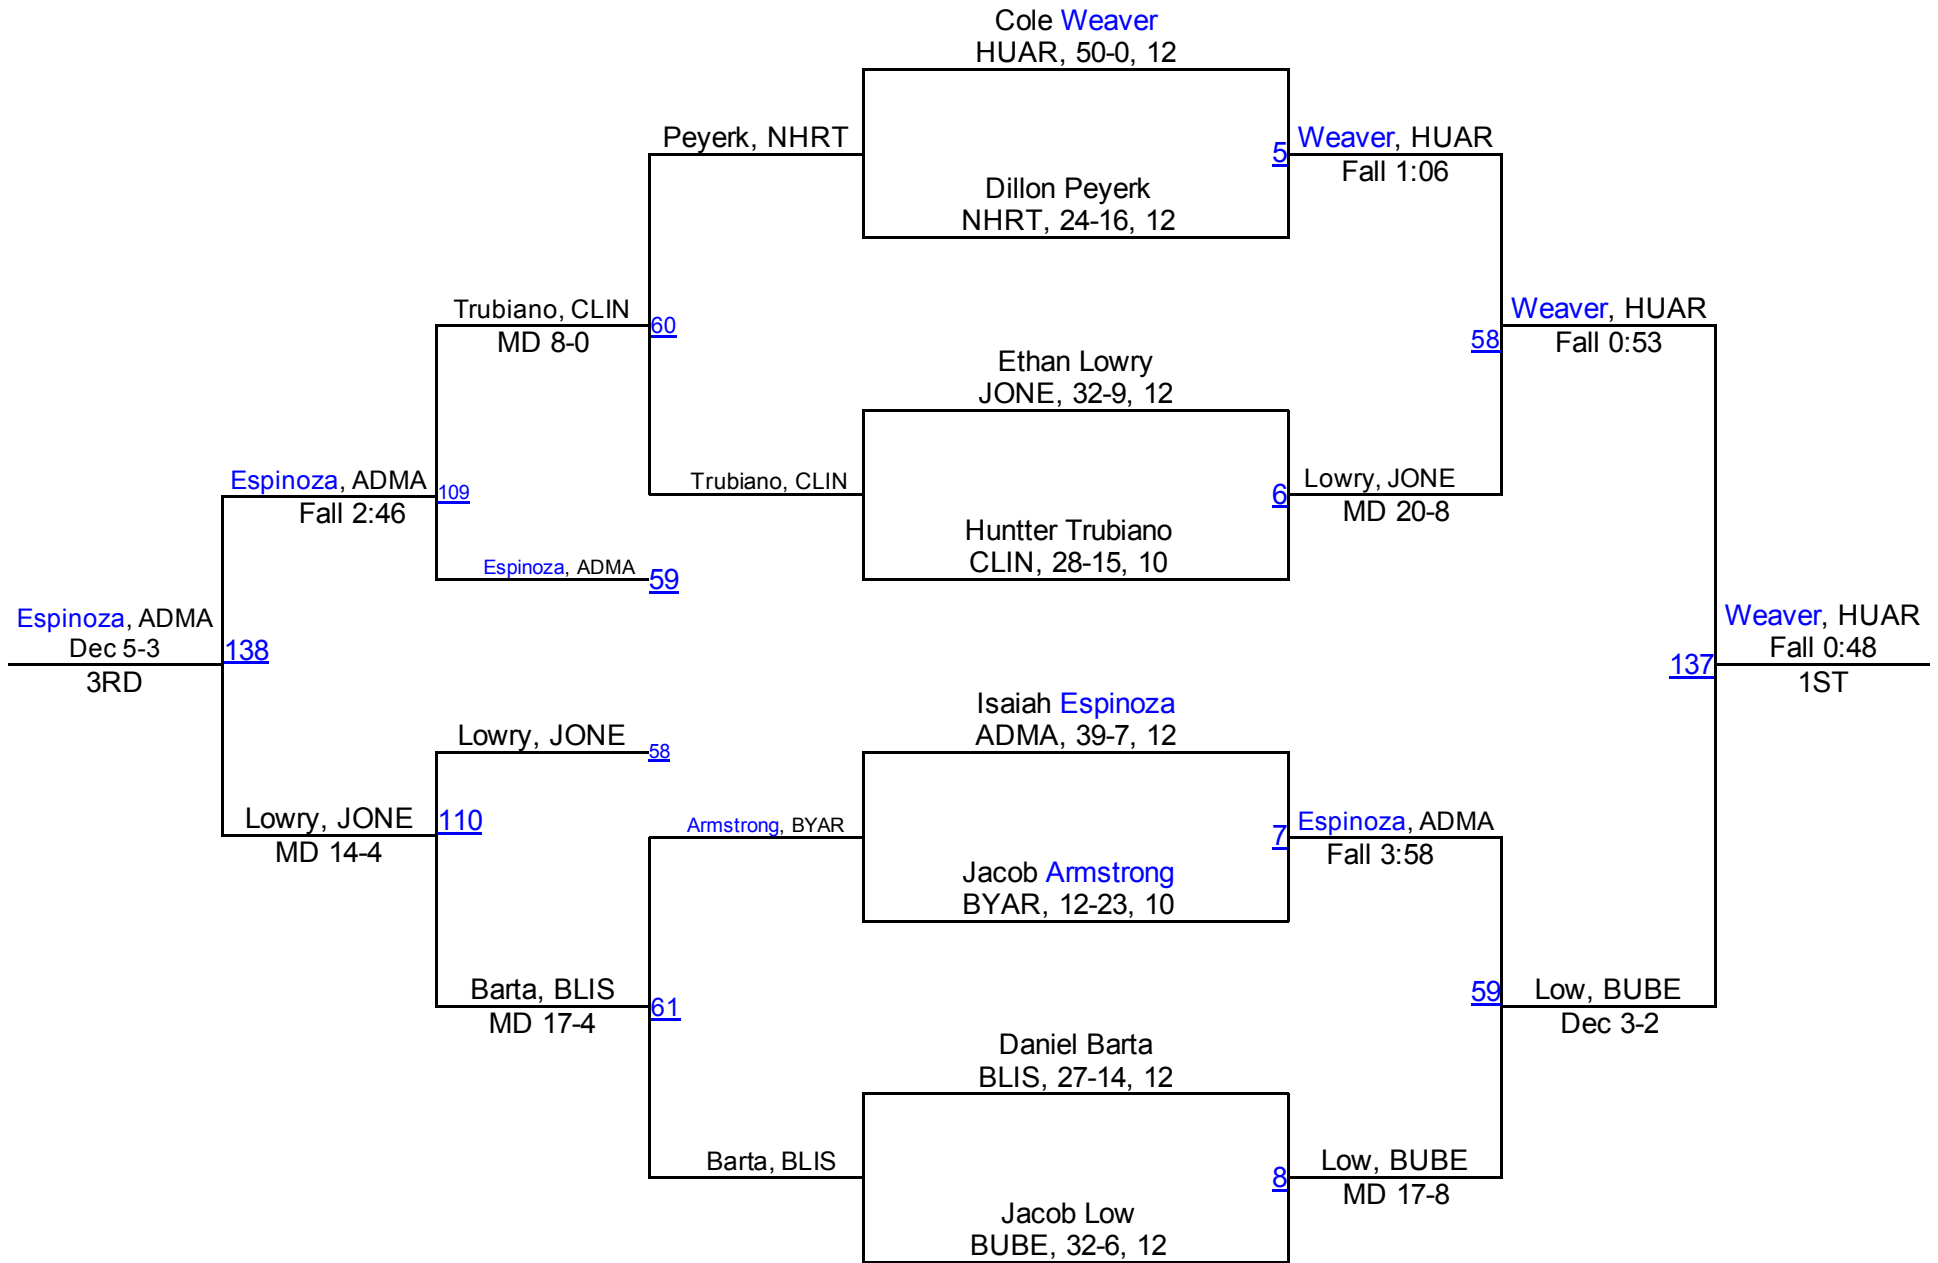 Cole Weaver
HUAR, 50-0, 12
Peyerk, NHRT
5
Weaver, HUAR
Fall 1:06
Dillon Peyerk
NHRT, 24-16, 12
Trubiano, CLIN
MD 8-0
60
Weaver, HUAR
Fall 0:53
58
Ethan Lowry
JONE, 32-9, 12
Espinoza, ADMA
Fall 2:46
109
Trubiano, CLIN
6
Lowry, JONE
MD 20-8
Huntter Trubiano
CLIN, 28-15, 10
Espinoza, ADMA
59
Espinoza, ADMA
Dec 5-3
3RD
138
137
Weaver, HUAR
Fall 0:48
1ST
Isaiah Espinoza
ADMA, 39-7, 12
Lowry, JONE
58
Lowry, JONE
MD 14-4
110
Armstrong, BYAR
7
Espinoza, ADMA
Fall 3:58
Jacob Armstrong
BYAR, 12-23, 10
Barta, BLIS
MD 17-4
61
59
Low, BUBE
Dec 3-2
Daniel Barta
BLIS, 27-14, 12
Barta, BLIS
8
Low, BUBE
MD 17-8
Jacob Low
BUBE, 32-6, 12